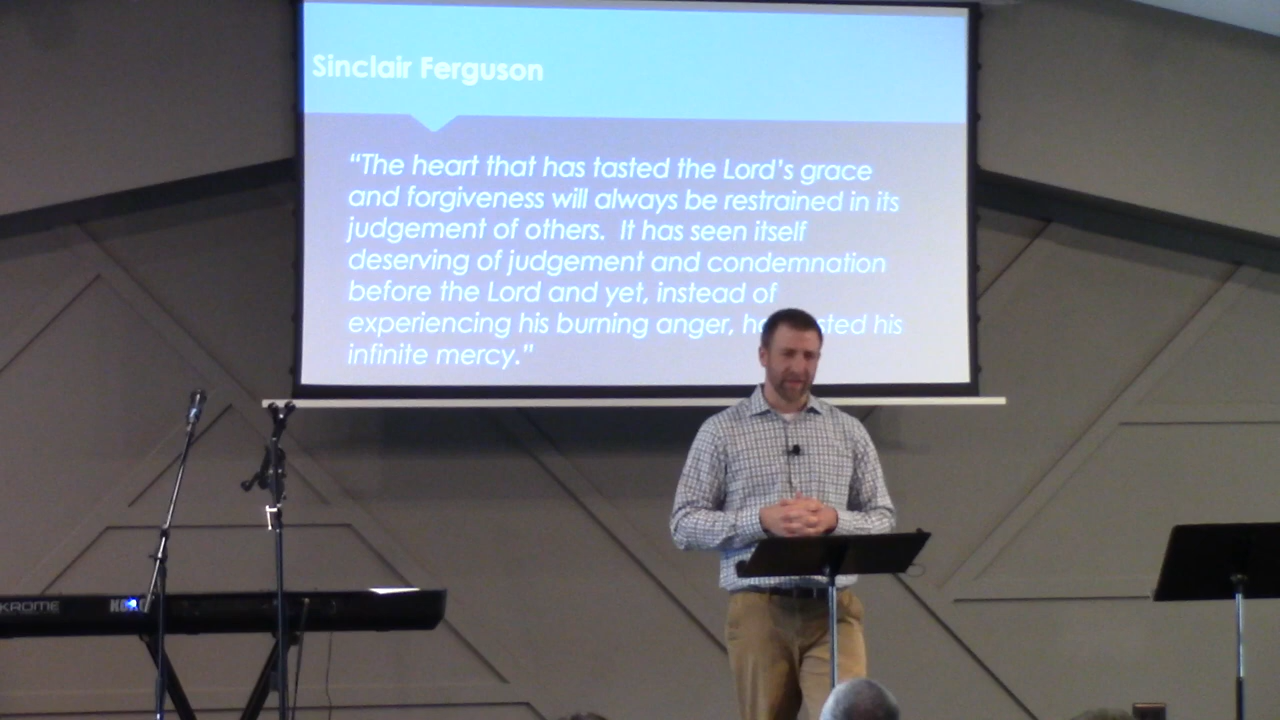 Sinclair Ferguson
“The heart that has tasted the Lord’s grace
and forgiveness will always be restrained in its
judgement of others.  It has seen itself
deserving of judgement and condemnation
before the Lord and yet, instead of
experiencing his burning anger, his
infinite mercy.”
KROME KORG